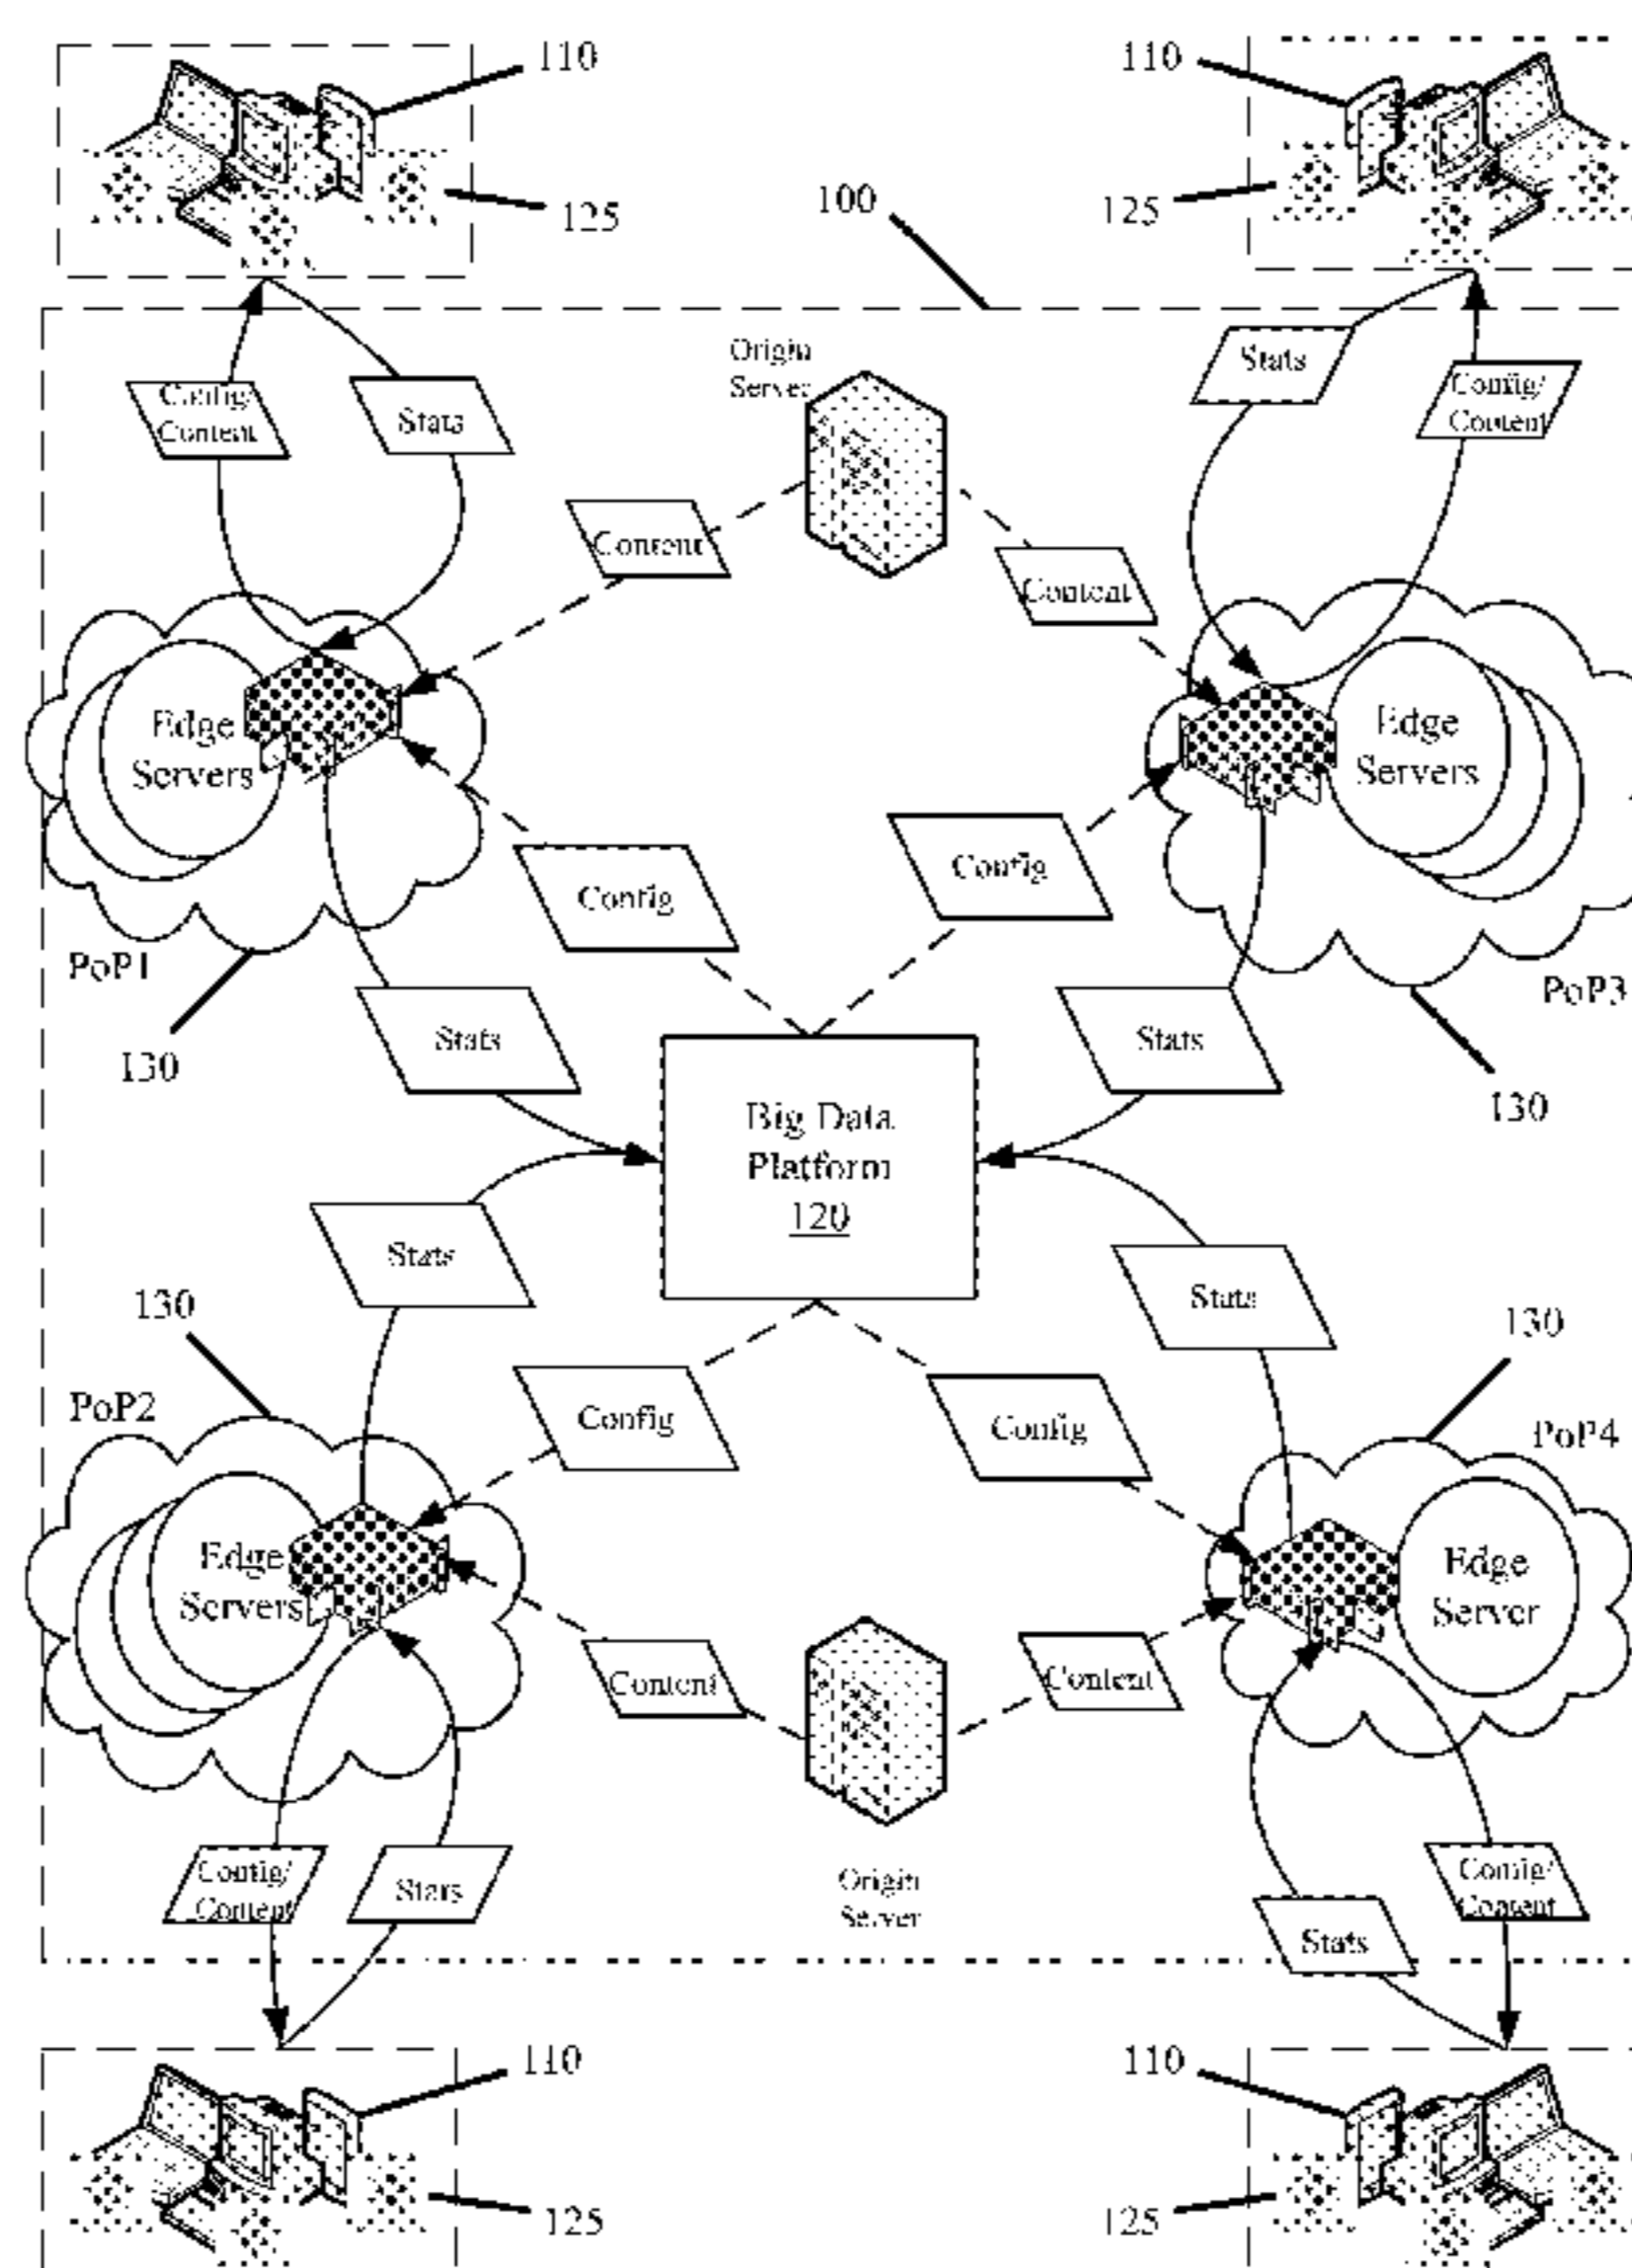 110
110
125
100
125
Origin
Server
Stats
Config/
Content
Stats
Config/
Content
Content
Content
Edge
Servers
Edge
Servers
Config
Config
PoP1
PoP3
Stats
Stats
130
130
Big Data
Platform
120
Stats
Stats
130
130
PoP2
PoP4
Config
Config
Edge
Servers
Edge
Server
Content
Content
Config/
Content
Stats
Origin
Server
Config/
Content
Stats
110
110
125
125